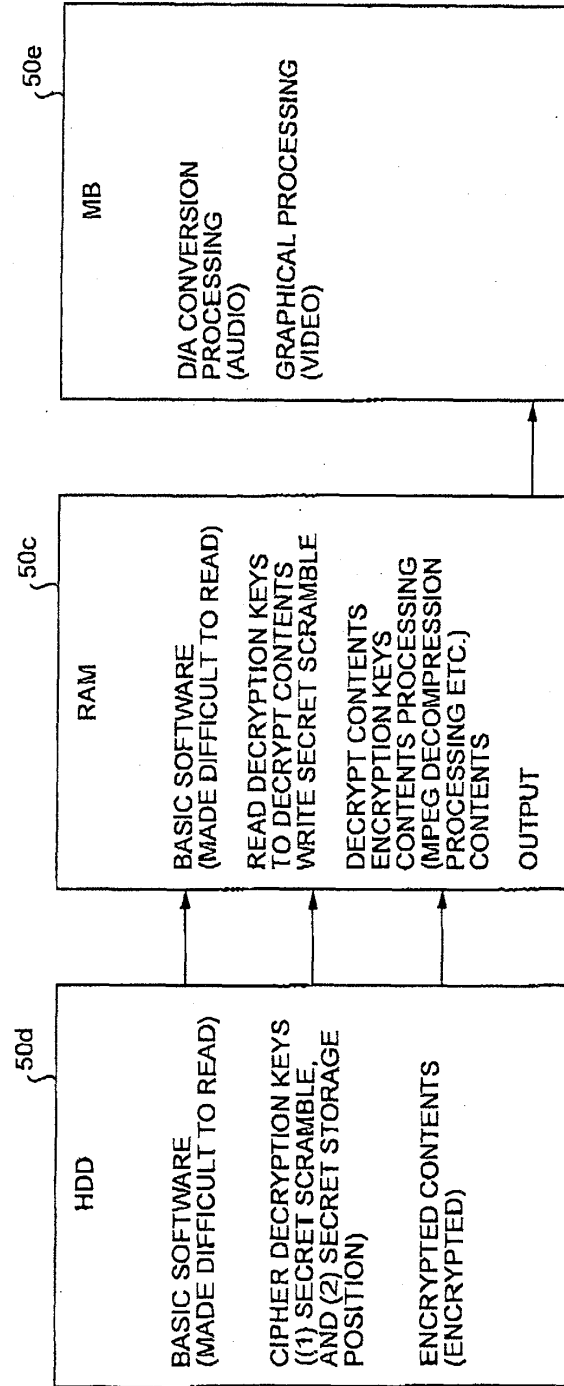 50d
HDD
BASIC SOFTWARE
(MADE DIFFICULT TO READ)
CIPHER DECRYPTION KEYS
((1) SECRET SCRAMBLE,
AND (2) SECRET STORAGE
POSITION)
ENCRYPTED CONTENTS
(ENCRYPTED)
50c
RAM
BASIC SOFTWARE
(MADE DIFFICULT TO READ)
READ DECRYPTION KEYS
TO DECRYPT CONTENTS
WRITE SECRET SCRAMBLE
DECRYPT CONTENTS
ENCRYPTION KEYS
CONTENTS PROCESSING
(MPEG DECOMPRESSION
PROCESSING ETC.)
CONTENTS
OUTPUT
50e
MB
D/A CONVERSION
PROCESSING
(AUDIO)
GRAPHICAL PROCESSING
(VIDEO)